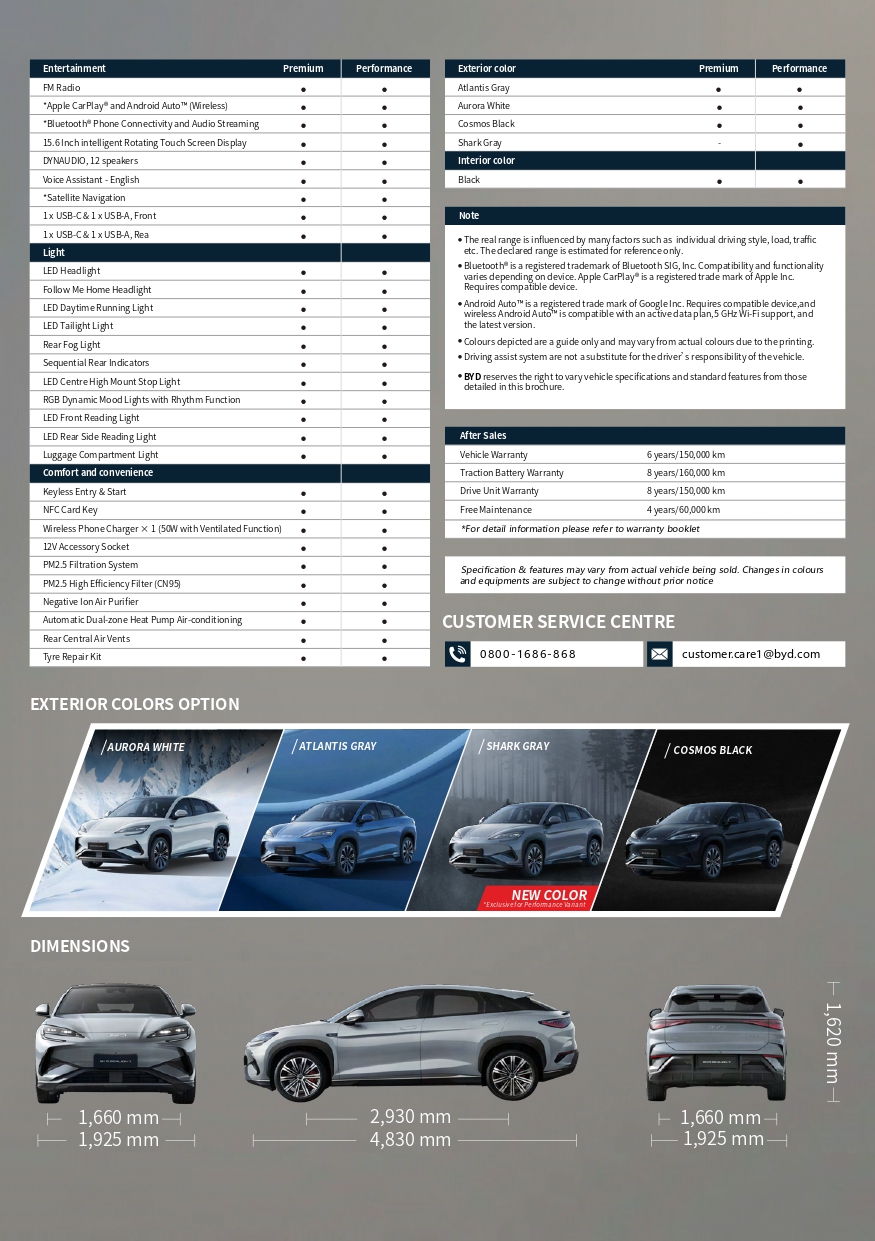 Entertainment Premium Performance
FM Radio ● ●
*Apple CarPlay® and Android Auto™ (Wireless) ● ●
*Bluetooth® Phone Connectivity and Audio Streaming ● ●
15.6 Inch intelligent Rotating Touch Screen Display ● ●
DYNAUDIO, 12 speakers ● ●
Voice Assistant - English ● ●
*Satellite Navigation ● ●
1 x USB-C & 1 x USB-A, Front ● ●
1 x USB-C & 1 x USB-A, Rea ● ●
Light
LED Headlight ● ●
Follow Me Home Headlight ● ●
LED Daytime Running Light ● ●
LED Tailight Light ● ●
Rear Fog Light ● ●
Sequential Rear Indicators ● ●
LED Centre High Mount Stop Light ● ●
RGB Dynamic Mood Lights with Rhythm Function ● ●
LED Front Reading Light ● ●
LED Rear Side Reading Light ● ●
Luggage Compartment Light ● ●
Comfort and convenience
Keyless Entry & Start ● ●
NFC Card Key ● ●
Wireless Phone Charger × 1 (50W with Ventilated Function) ● ●
12V Accessory Socket ● ●
PM2.5 Filtration System ● ●
PM2.5 High Efficiency Filter (CN95) ● ●
Negative Ion Air Purifier ● ●
Automatic Dual-zone Heat Pump Air-conditioning ● ●
Rear Central Air Vents ● ●
Tyre Repair Kit ● ●
Exterior color Premium Performance
Atlantis Gray ● ●
Aurora White ● ●
Cosmos Black ● ●
Shark Gray - ●
Interior color
Black ● ●
Note
● The real range is influenced by many factors such as individual driving style, load, traffic
etc. The declared range is estimated for reference only.
● Bluetooth® is a registered trademark of Bluetooth SIG, Inc. Compatibility and functionality
varies depending on device. Apple CarPlay® is a registered trade mark of Apple Inc.
Requires compatible device.
● Android Auto™ is a registered trade mark of Google Inc. Requires compatible device,and
wireless Android Auto™ is compatible with an active data plan,5 GHz Wi-Fi support, and
the latest version.
● Colours depicted are a guide only and may vary from actual colours due to the printing.
● Driving assist system are not a substitute for the driver's responsibility of the vehicle.
● BYD reserves the right to vary vehicle specifications and standard features from those
detailed in this brochure.
After Sales
Vehicle Warranty 6 years/150,000 km
Traction Battery Warranty 8 years/160,000 km
Drive Unit Warranty 8 years/150,000 km
Free Maintenance 4 years/60,000 km
*For detail information please refer to warranty booklet
Specification & features may vary from actual vehicle being sold. Changes in colours
and equipments are subject to change without prior notice
CUSTOMER SERVICE CENTRE
0800-1686-868 customer.care1@byd.com
EXTERIOR COLORS OPTION
AURORA WHITE
ATLANTIS GRAY
SHARK GRAY
COSMOS BLACK
NEW COLOR
*Exclusive for Performance Variant
DIMENSIONS
1,620 mm
1,660 mm 2,930 mm 1,660 mm
1,925 mm 4,830 mm 1,925 mm